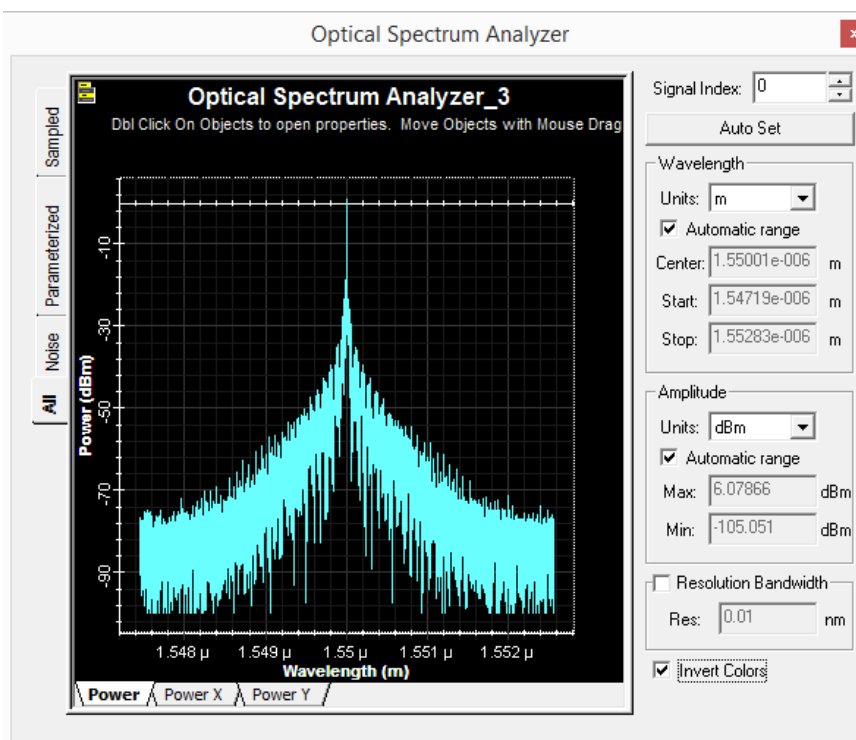 Optical Spectrum Analyzer
x
Sampled
Parameterized
Noise
All
Optical Spectrum Analyzer_3
Dbl Click On Objects to open properties. Move Objects with Mouse Drag
Power (dBm)
-10
-30
-50
-70
-90
1.548 µ 1.549 µ 1.55 µ 1.551 µ 1.552 µ
Wavelength (m)
Power Power X Power Y
Signal Index: 0
Auto Set
Wavelength
Units: m
Automatic range
Center: 1.55001e-006 m
Start: 1.54719e-006 m
Stop: 1.55283e-006 m
Amplitude
Units: dBm
Automatic range
Max: 6.07866 dBm
Min: -105.051 dBm
Resolution Bandwidth
Res: 0.01 nm
Invert Colors